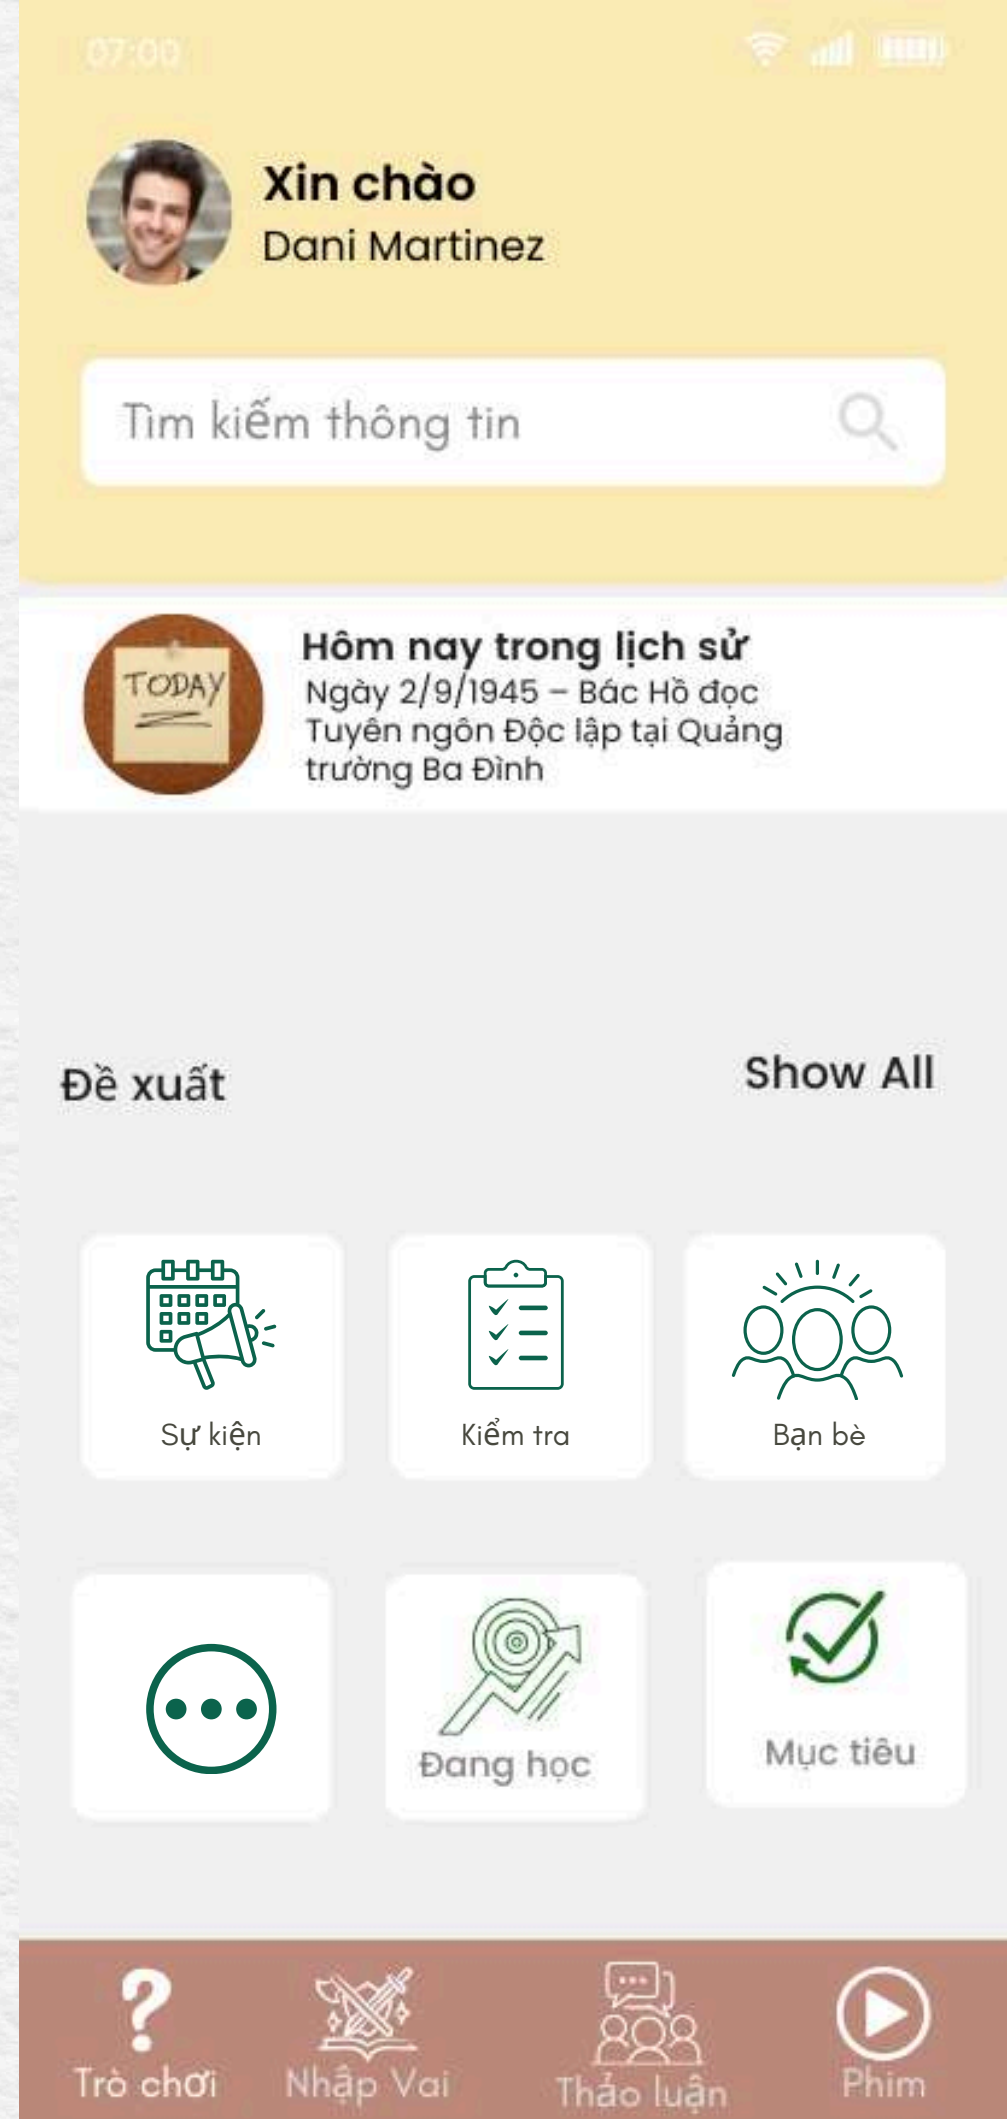 07:00
Xin chào
Dani Martinez
Tìm kiếm thông tin
TODAY
Hôm nay trong lịch sử
Ngày 2/9/1945 – Bác Hồ đọc
Tuyên ngôn Độc lập tại Quảng
trường Ba Đình
Đề xuất
Show All
Sự kiện
Kiểm tra
Bạn bè
Đang học
Mục tiêu
Trò chơi
Nhập Vai
Thảo luận
Phim